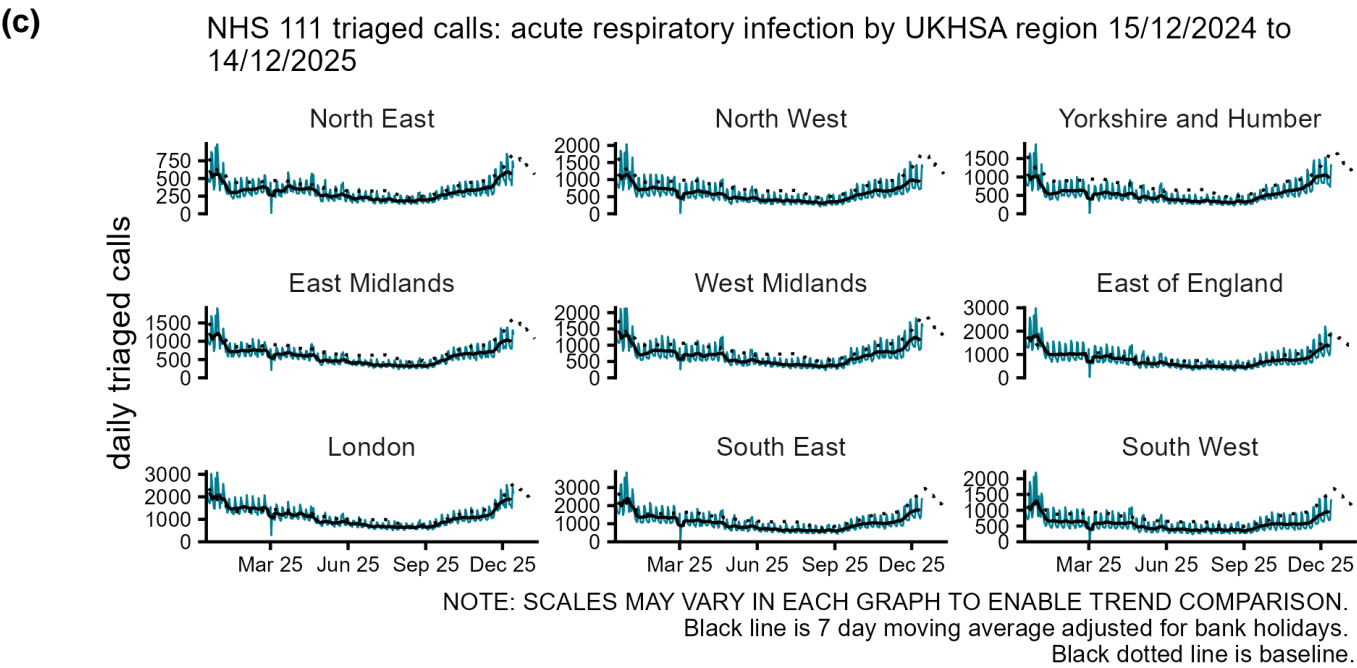 (c)
NHS 111 triaged calls: acute respiratory infection by UKHSA region 15/12/2024 to
14/12/2025
daily triaged calls
North East
750
500
250
0
North West
2000
1500
1000
500
0
Yorkshire and Humber
1500
1000
500
0
East Midlands
1500
1000
500
0
West Midlands
2000
1500
1000
500
0
East of England
3000
2000
1000
0
London
3000
2000
1000
0
Mar 25 Jun 25 Sep 25 Dec 25
South East
3000
2000
1000
0
Mar 25 Jun 25 Sep 25 Dec 25
South West
2000
1500
1000
500
0
Mar 25 Jun 25 Sep 25 Dec 25
NOTE: SCALES MAY VARY IN EACH GRAPH TO ENABLE TREND COMPARISON.
Black line is 7 day moving average adjusted for bank holidays.
Black dotted line is baseline.